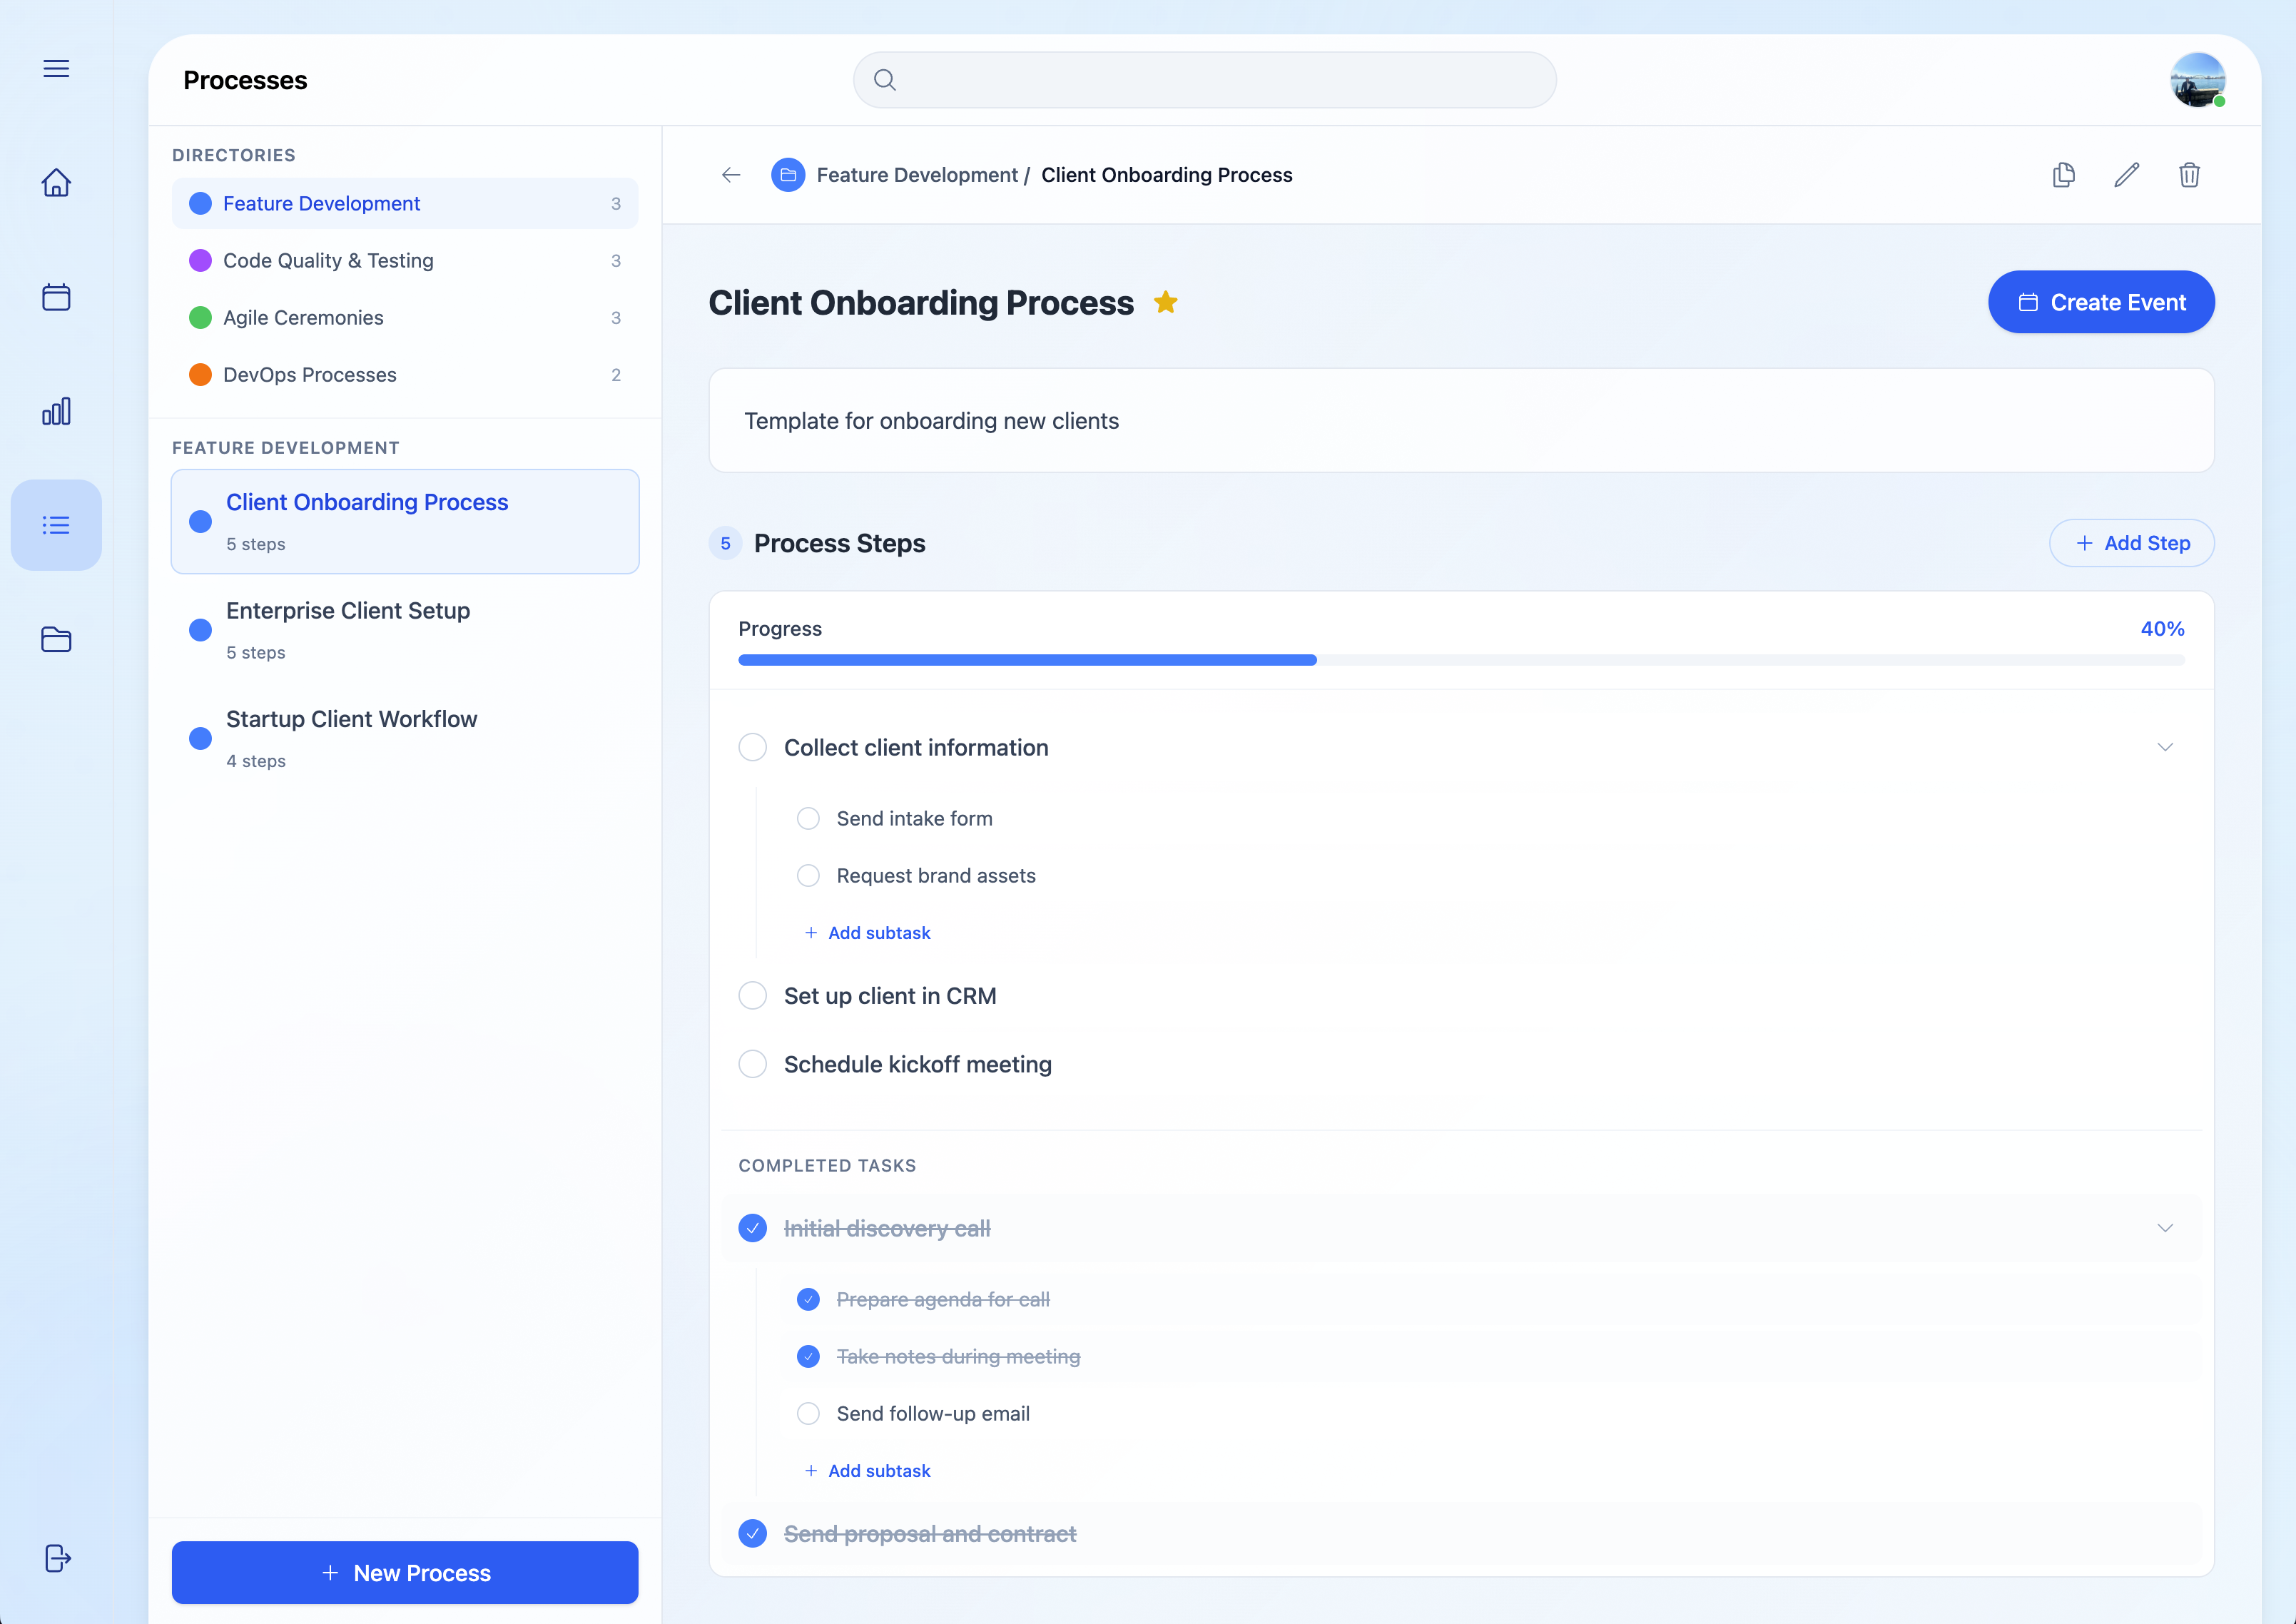 Processes
DIRECTORIES
Feature Development 3
Code Quality & Testing 3
Agile Ceremonies 3
DevOps Processes 2
FEATURE DEVELOPMENT
Client Onboarding Process
5 steps
Enterprise Client Setup
5 steps
Startup Client Workflow
4 steps
+ New Process
Feature Development / Client Onboarding Process
Client Onboarding Process
Create Event
Template for onboarding new clients
5 Process Steps
+ Add Step
Progress 40%
Collect client information
Send intake form
Request brand assets
+ Add subtask
Set up client in CRM
Schedule kickoff meeting
COMPLETED TASKS
Initial discovery call
Prepare agenda for call
Take notes during meeting
Send follow-up email
+ Add subtask
Send proposal and contract